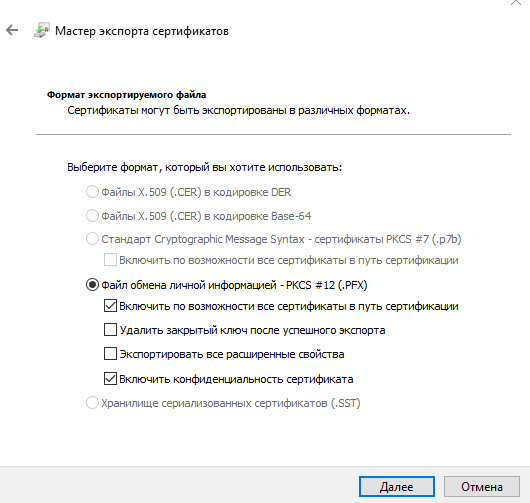 Мастер экспорта сертификатов
Формат экспортируемого файла
Сертификаты могут быть экспортированы в различных форматах.
Выберите формат, который вы хотите использовать:
Файлы X.509 (.CER) в кодировке DER
Файлы X.509 (.CER) в кодировке Base-64
Стандарт Cryptographic Message Syntax - сертификаты PKCS #7 (.p7b)
Включить по возможности все сертификаты в путь сертификации
Файл обмена личной информацией - PKCS #12 (.PFX)
Включить по возможности все сертификаты в путь сертификации
Удалить закрытый ключ после успешного экспорта
Экспортировать все расширенные свойства
Включить конфиденциальность сертификата
Хранилище сериализованных сертификатов (.SST)
Далее
Отмена